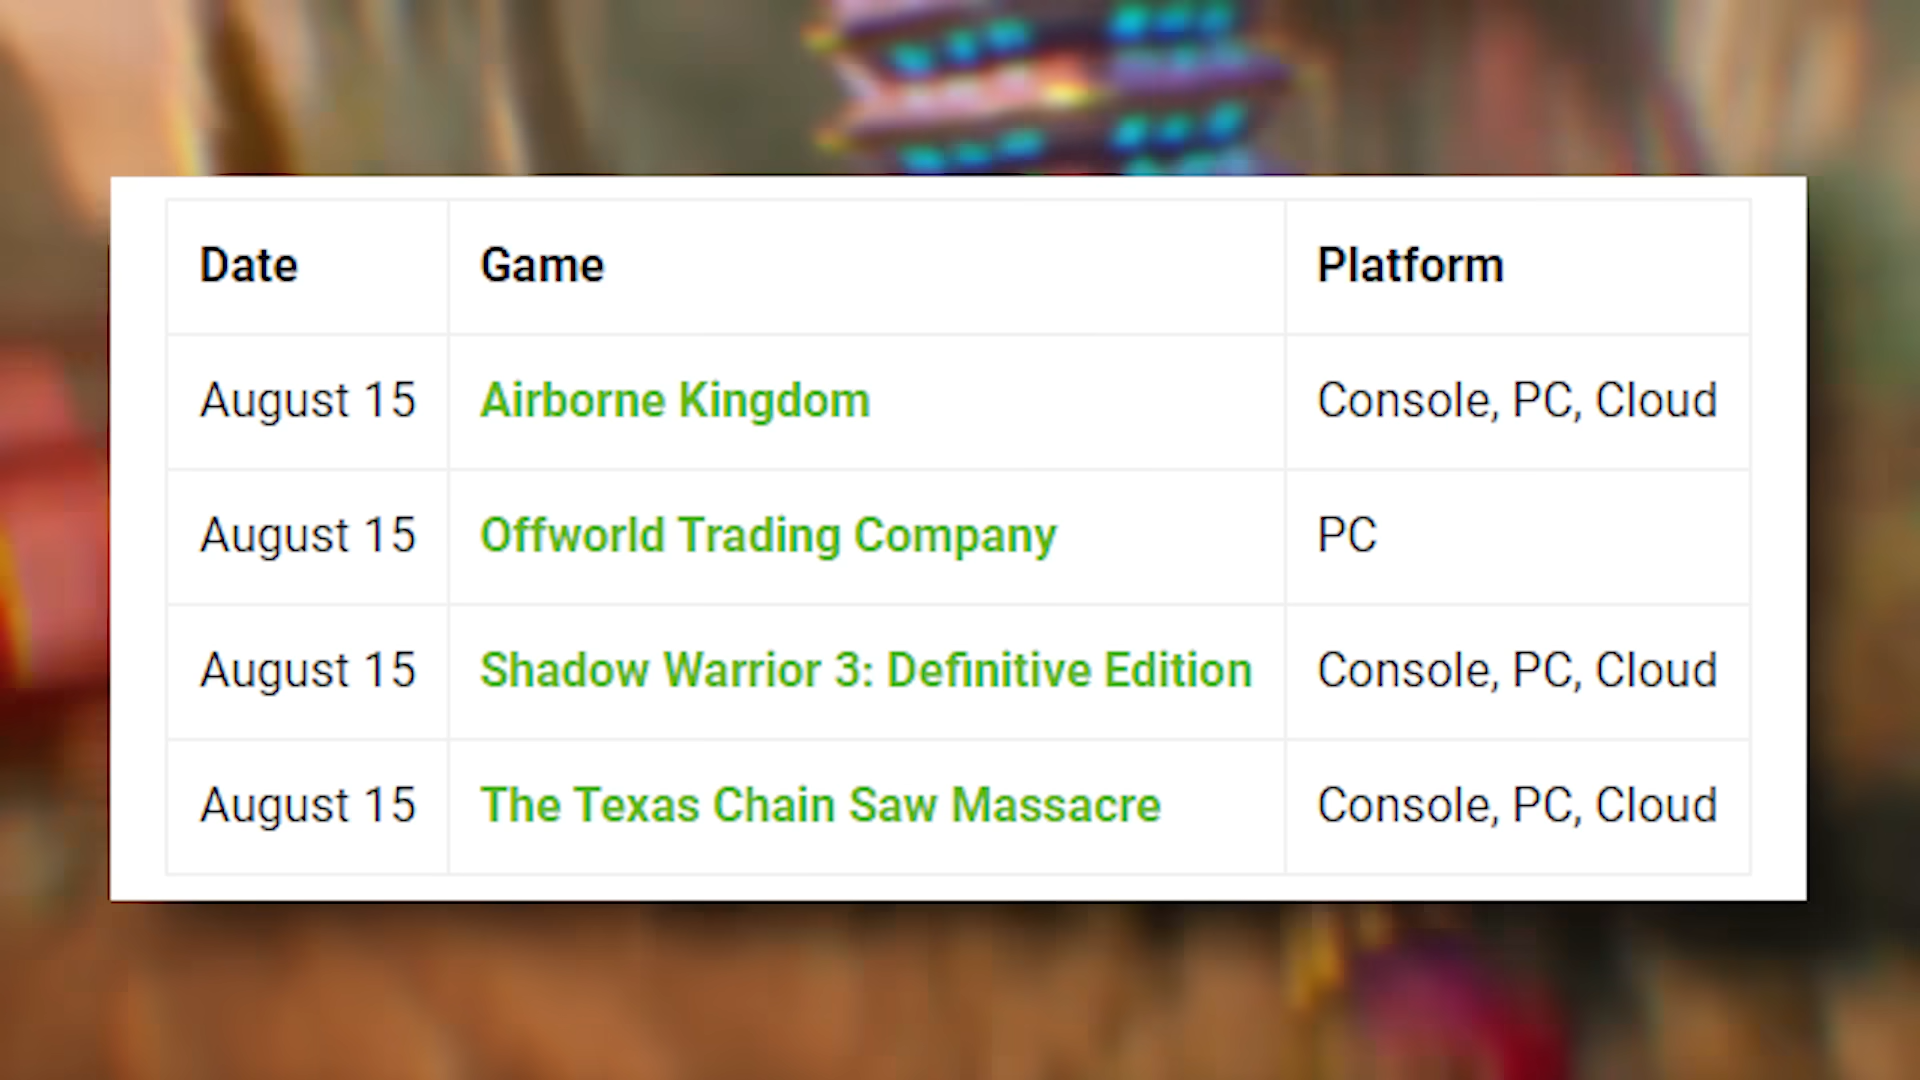 Date Game Platform
August 15 Airborne Kingdom Console, PC, Cloud
August 15 Offworld Trading Company PC
August 15 Shadow Warrior 3: Definitive Edition Console, PC, Cloud
August 15 The Texas Chain Saw Massacre Console, PC, Cloud